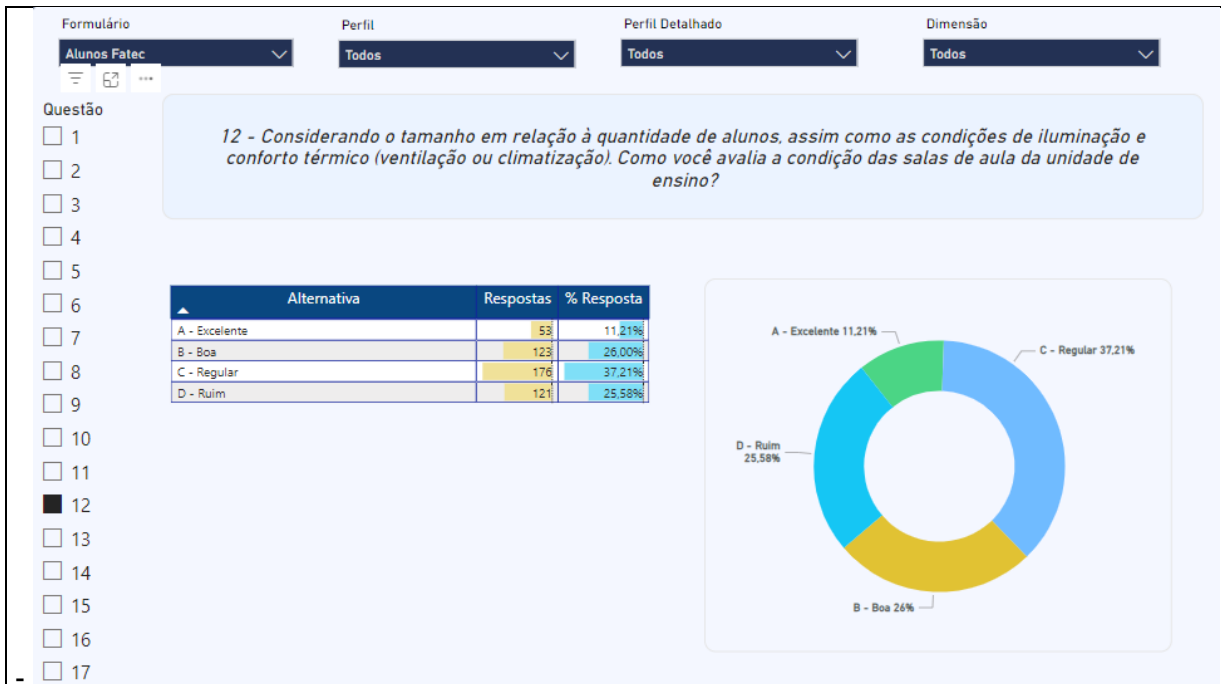 Formulário Perfil Perfil Detalhado Dimensão
Alunos Fatec Todos Todos Todos
Questão
1
2
3
4
5
6
7
8
9
10
11
12
13
14
15
16
17
12 - Considerando o tamanho em relação à quantidade de alunos, assim como as condições de iluminação e
conforto térmico (ventilação ou climatização). Como você avalia a condição das salas de aula da unidade de
ensino?
Alternativa Respostas % Resposta
A - Excelente 53 11,21%
B - Boa 123 26,00%
C - Regular 176 37,21%
D - Ruim 121 25,58%
A - Excelente 11,21%
C - Regular 37,21%
D - Ruim
25,58%
B - Boa 26%
-